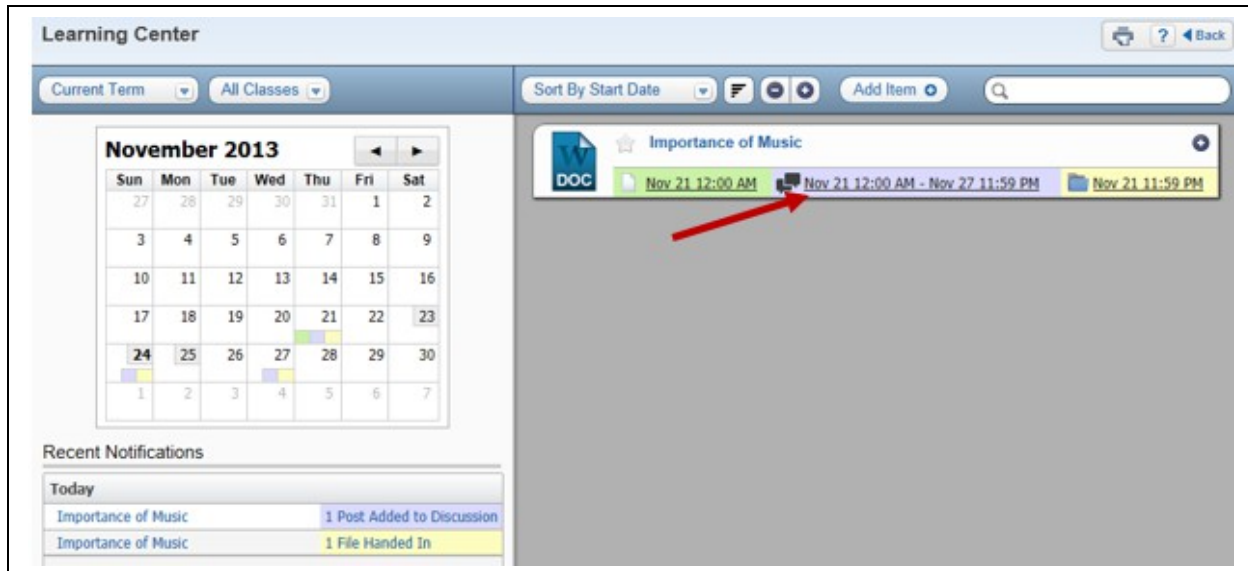 Learning Center
? Back
Current Term All Classes
Sort By Start Date Add Item
November 2013
Sun Mon Tue Wed Thu Fri Sat
27 28 29 30 31 1 2
3 4 5 6 7 8 9
10 11 12 13 14 15 16
17 18 19 20 21 22 23
24 25 26 27 28 29 30
1 2 3 4 5 6 7
Recent Notifications
Today
Importance of Music 1 Post Added to Discussion
Importance of Music 1 File Handed In
W
DOC
Importance of Music
Nov 21 12:00 AM Nov 21 12:00 AM - Nov 27 11:59 PM Nov 21 11:59 PM